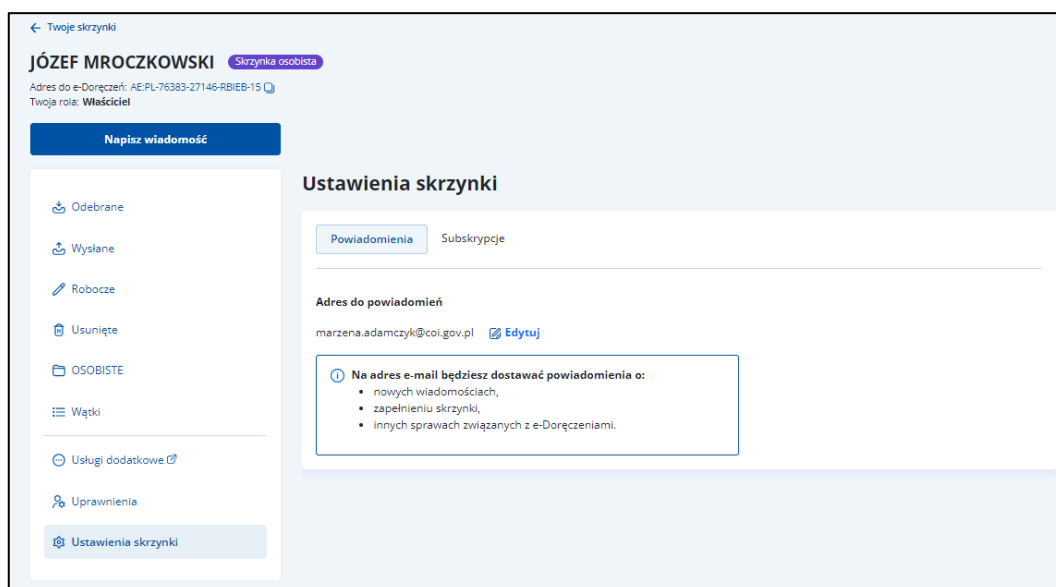 ← Twoje skrzynki
JÓZEF MROCZKOWSKI Skrzynka osobista
Adres do e-Doręczeń: AE:PL-76383-27146-RBIEB-15
Twoja rola: Właściciel
Napisz wiadomość
Odebrane
Wysłane
Robocze
Usunięte
OSOBISTE
Wątki
Usługi dodatkowe
Uprawnienia
Ustawienia skrzynki
Ustawienia skrzynki
Powiadomienia Subskrypcje
Adres do powiadomień
marzena.adamczyk@coi.gov.pl Edytuj
Na adres e-mail będziesz dostawać powiadomienia o:
• nowych wiadomościach,
• zapełnieniu skrzynki,
• innych sprawach związanych z e-Doręczeniami.